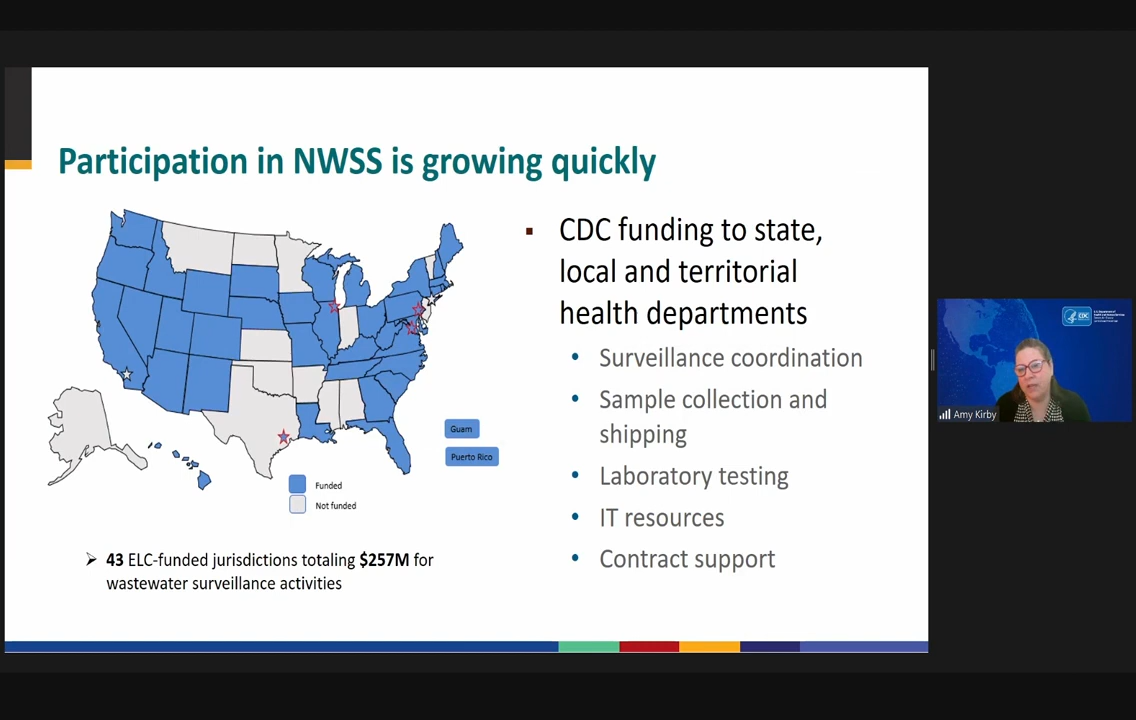 Participation in NWSS is growing quickly
Guam
Puerto Rico
Funded
Not funded
➢ 43 ELC-funded jurisdictions totaling $257M for
wastewater surveillance activities
▪ CDC funding to state,
local and territorial
health departments
• Surveillance coordination
• Sample collection and
shipping
• Laboratory testing
• IT resources
• Contract support
CDC
Amy Kirby